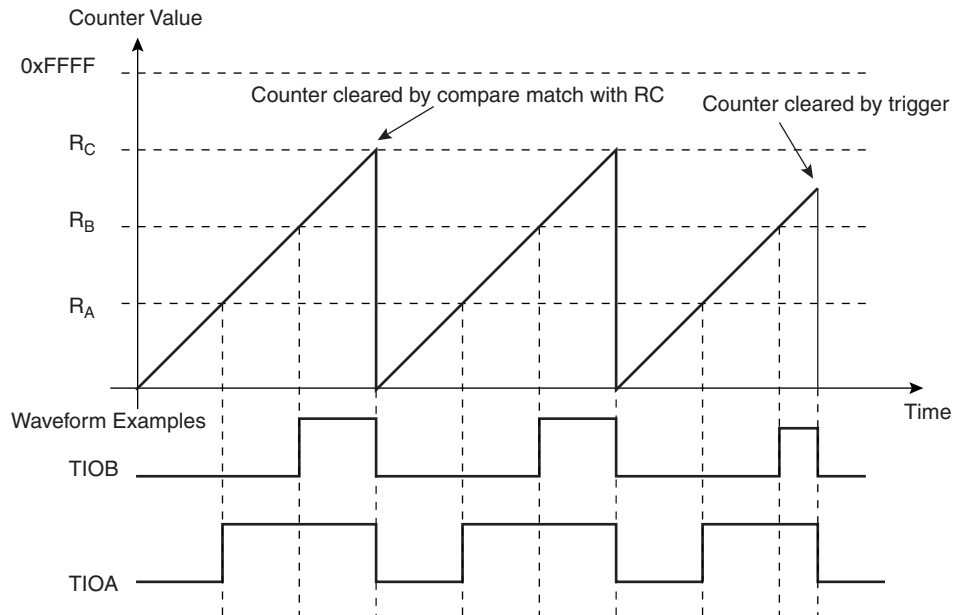 Counter Value
0xFFFF
Counter cleared by compare match with RC
Counter cleared by trigger
RC
RB
RA
Time
Waveform Examples
TIOB
TIOA